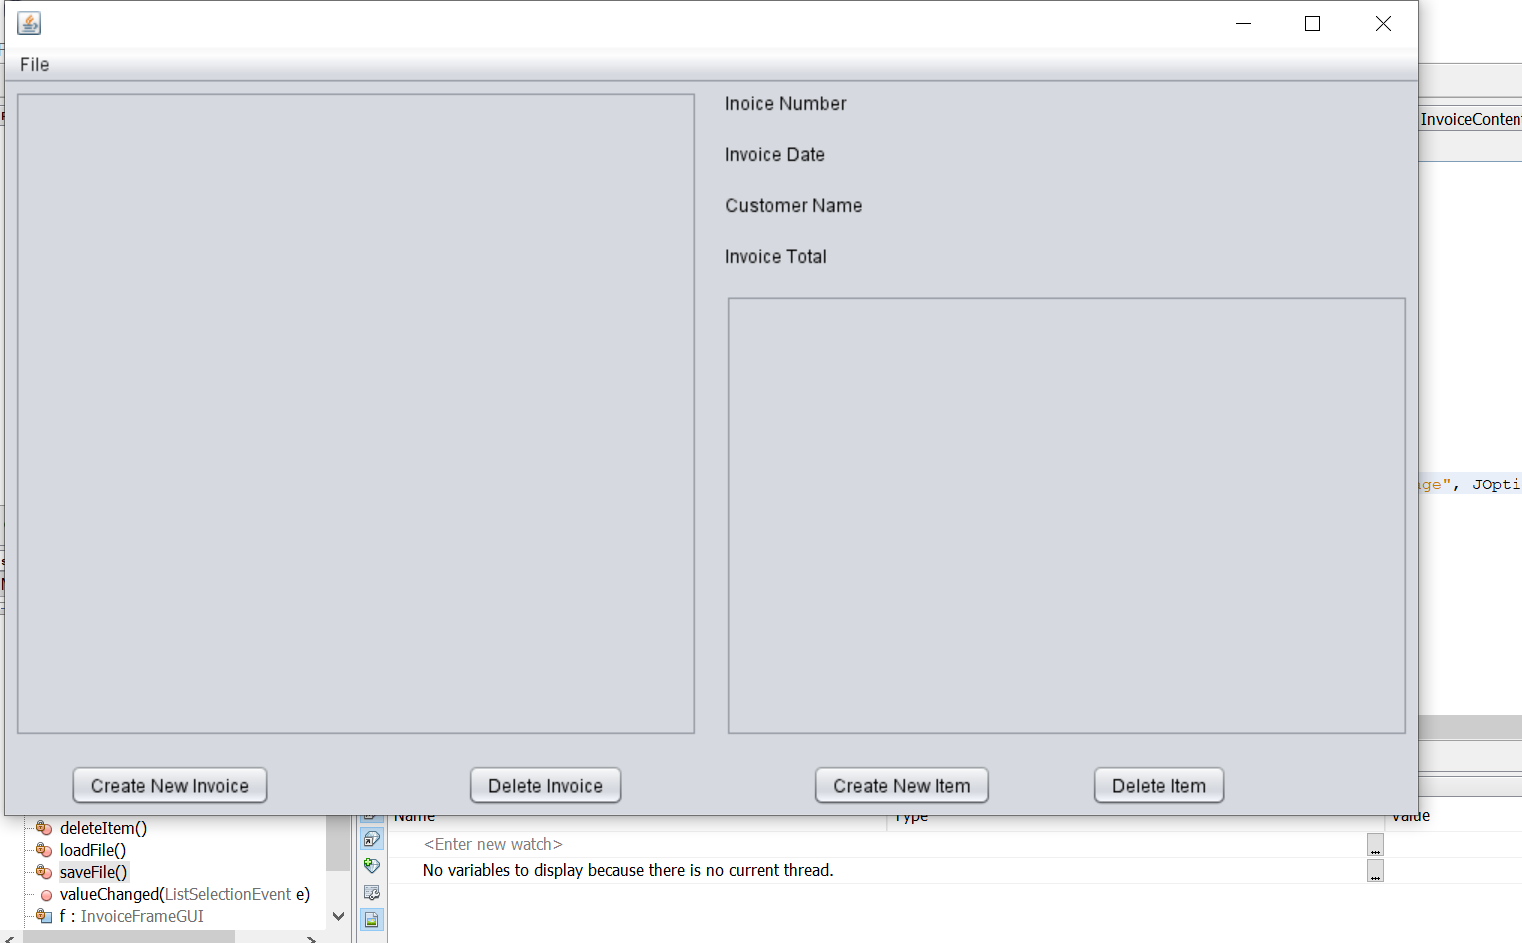 File
Inoice Number
Invoice Date
Customer Name
Invoice Total
InvoiceConten
ge", JOpti
Create New Invoice
Delete Invoice
Create New Item
Delete Item
Name
Type
Value
deleteItem()
loadFile()
saveFile()
valueChanged(ListSelectionEvent e)
f : InvoiceFrameGUI
<Enter new watch>
No variables to display because there is no current thread.